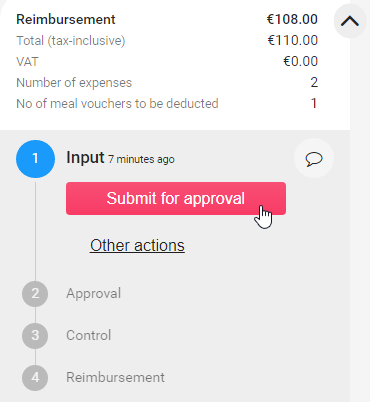 Reimbursement €108.00
Total (tax-inclusive) €110.00
VAT €0.00
Number of expenses 2
No of meal vouchers to be deducted 1
1 Input 7 minutes ago
Submit for approval
Other actions
2 Approval
3 Control
4 Reimbursement